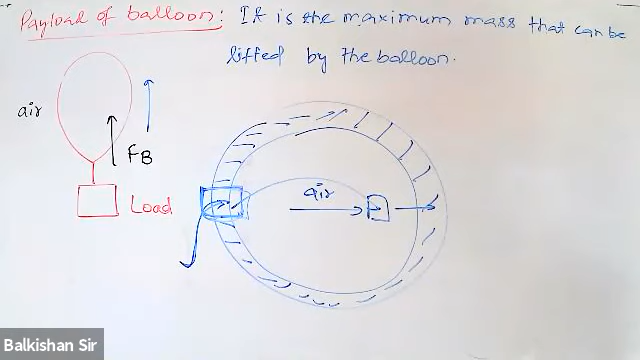 Payload of balloon: It is the maximum mass that can be
lifted by the balloon.
air
FB
Load
air
Balkishan Sir